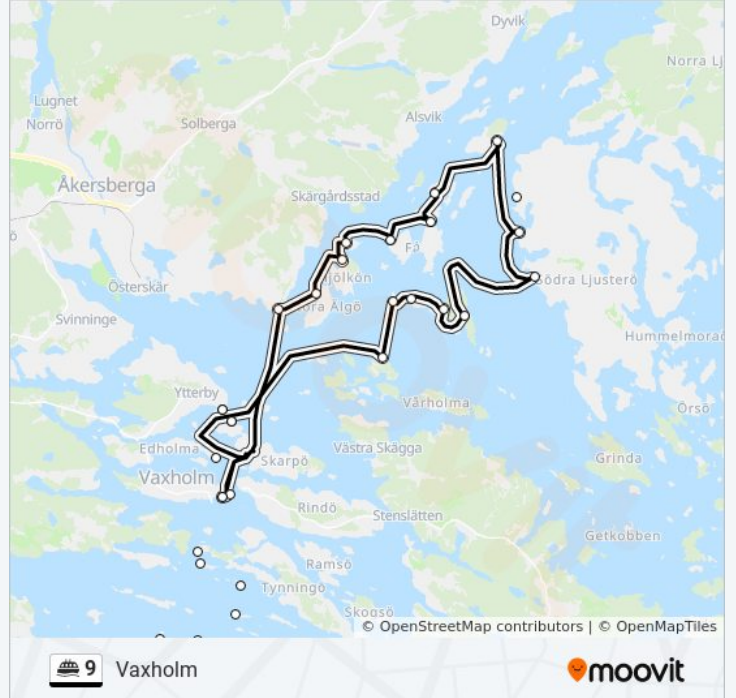 Dyvik
Norra Lj
Lugnet
Norrö
Solberga
Alsvik
Åkersberga
Skärgårdsstad
Få
Södra Ljusterö
Österskär
Svinninge
Hummelmora
Ytterby
Vårholma
Örsö
Edholma
Västra Skägga
Skarpö
Grinda
Vaxholm
Rindö
Stenslätten
Getkobben
Ramsö
Tynningö
Skogsö
© OpenStreetMap contributors | © OpenMapTiles
9 Vaxholm
moovit